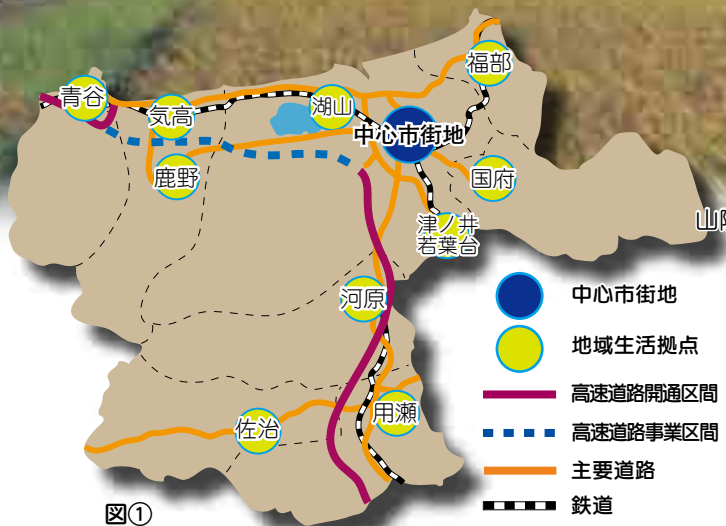 福部
青谷
気高
湖山
中心市街地
鹿野
国府
津ノ井
若葉台
山陰
河原
中心市街地
地域生活拠点
高速道路開通区間
高速道路事業区間
主要道路
鉄道
佐治
用瀬
図①